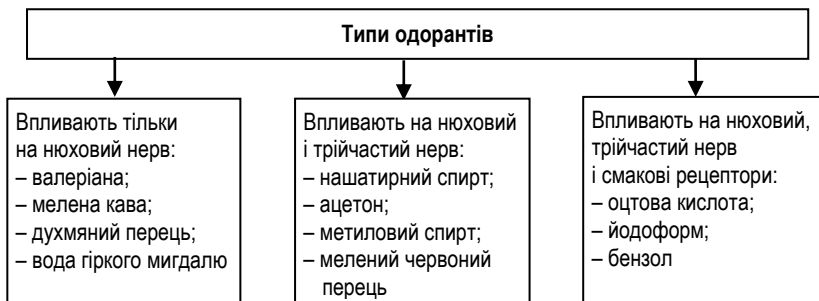 Типи одорантів
Впливають тільки
на нюховий нерв:
– валеріана;
– мелена кава;
– духмяний перець;
– вода гіркого мигдалю
Впливають на нюховий
і трійчастий нерв:
– нашатирний спирт;
– ацетон;
– метиловий спирт;
– мелений червоний
перець
Впливають на нюховий,
трійчастий нерв
і смакові рецептори:
– оцтова кислота;
– йодоформ;
– бензол